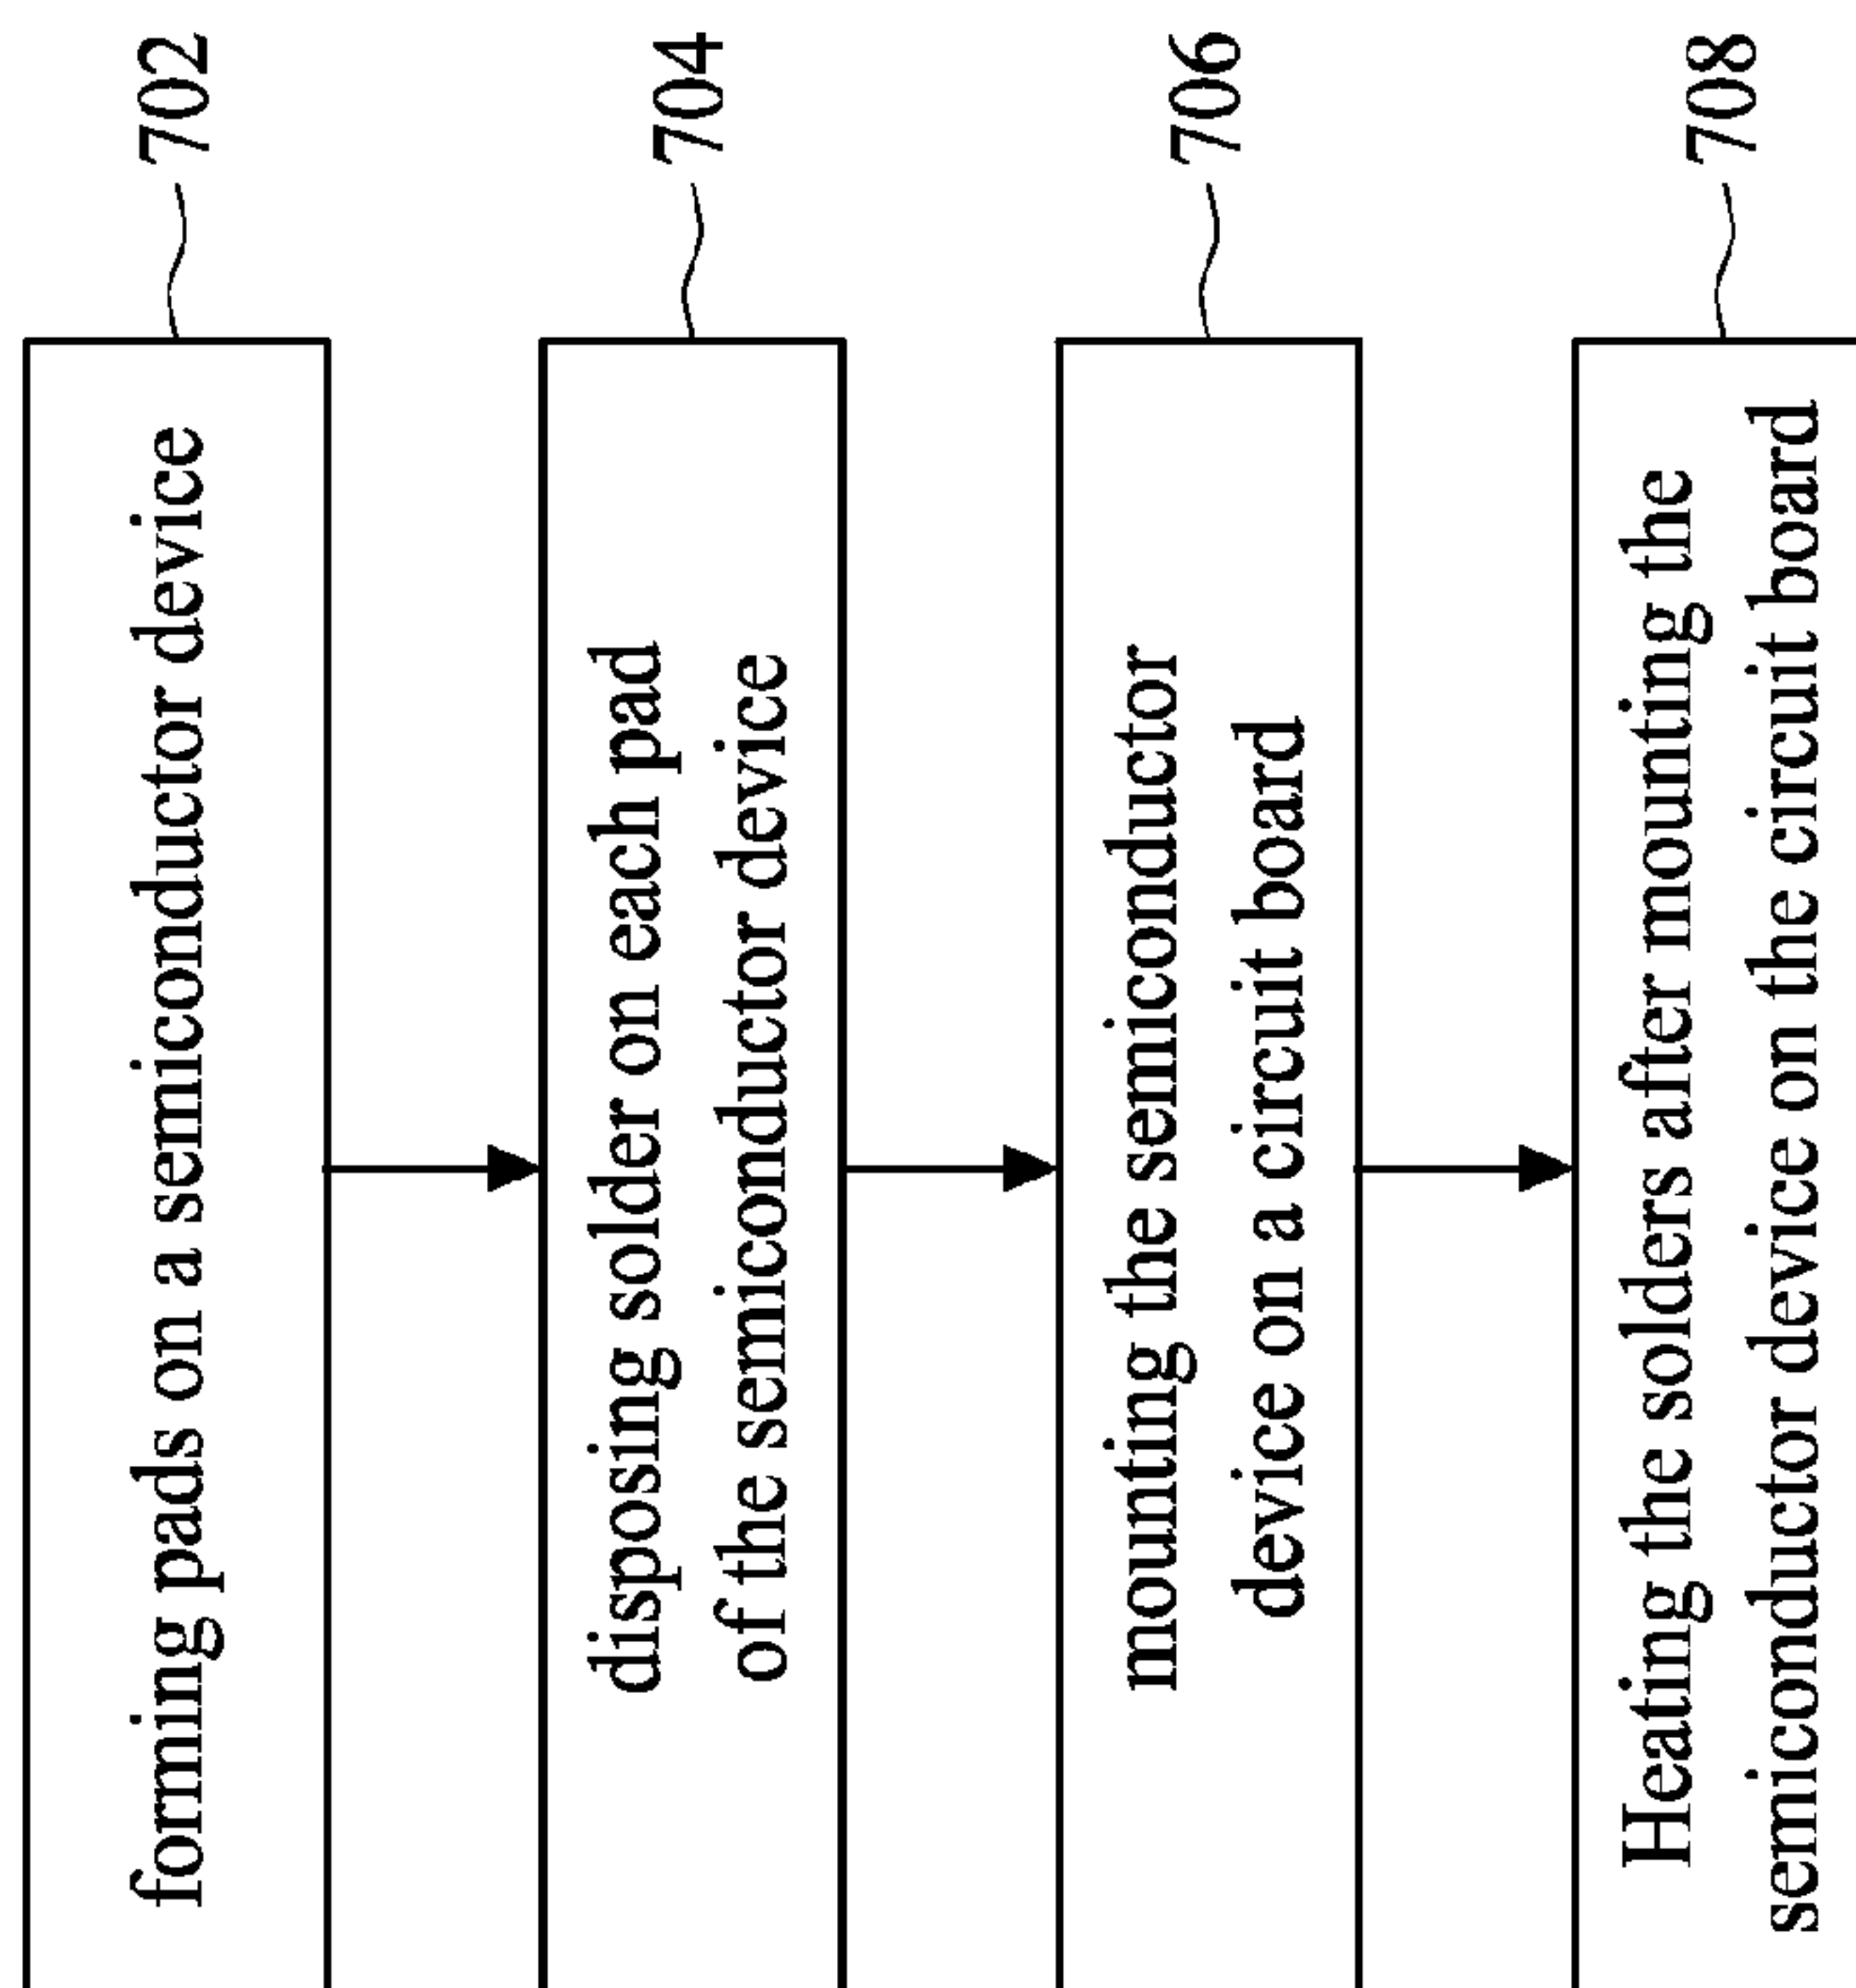 forming pads on a semiconductor device
702
disposing solder on each pad
of the semiconductor device
704
mounting the semiconductor
device on a circuit board
706
Heating the solders after mounting the
semiconductor device on the circuit board
708